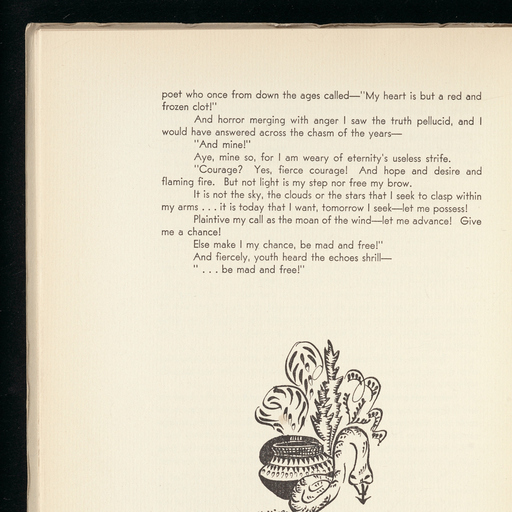 poet who once from down the ages called—"My heart is but a red and
frozen clot!"
And horror merging with anger I saw the truth pellucid, and I
would have answered across the chasm of the years—
"And mine!"
Aye, mine so, for I am weary of eternity's useless strife.
"Courage? Yes, fierce courage! And hope and desire and
flaming fire. But not light is my step nor free my brow.
It is not the sky, the clouds or the stars that I seek to clasp within
my arms . . . it is today that I want, tomorrow I seek—let me possess!
Plaintive my call as the moan of the wind—let me advance! Give
me a chance!
Else make I my chance, be mad and free!"
And fiercely, youth heard the echoes shrill—
" . . . be mad and free!"